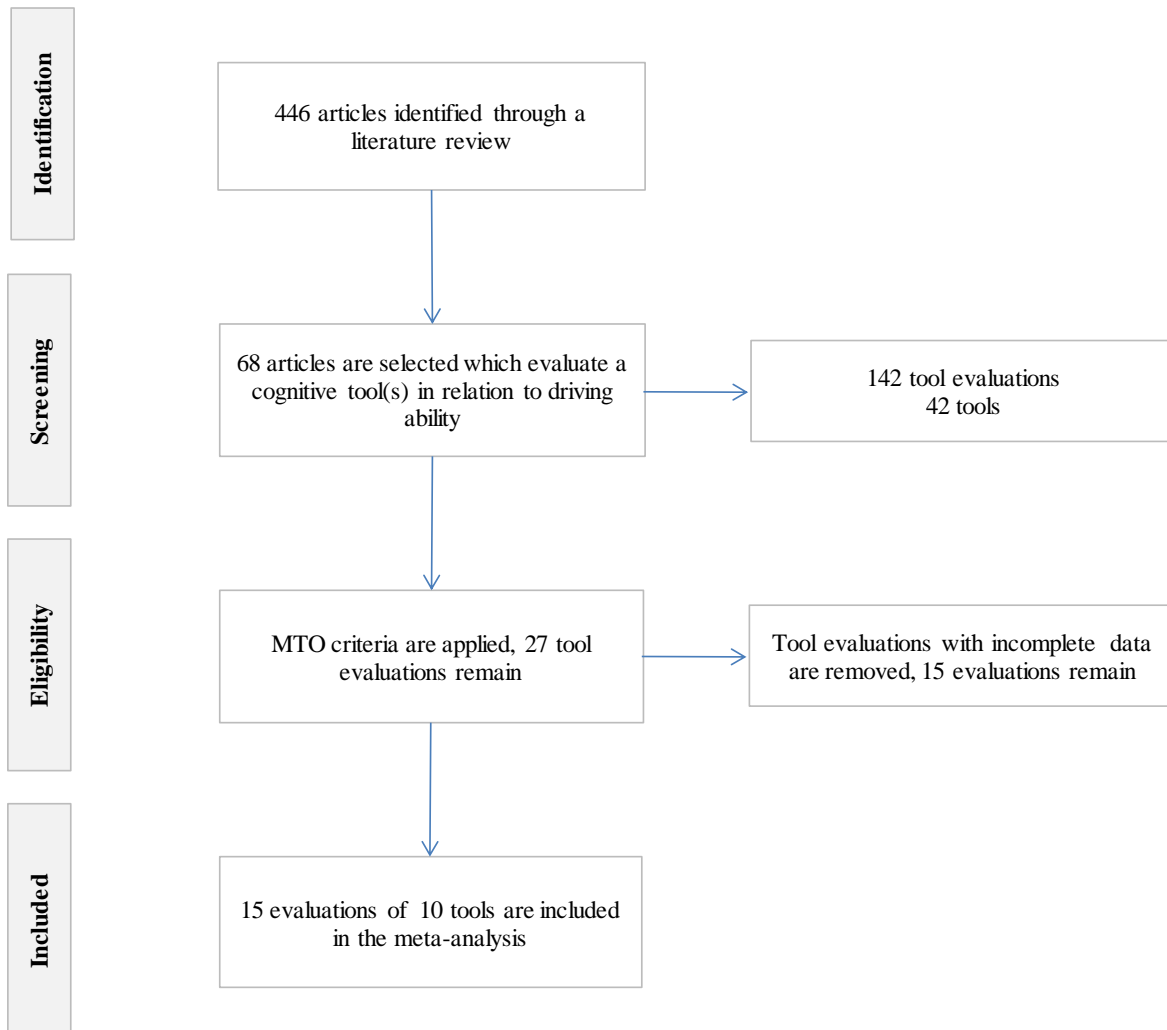 Identification
446 articles identified through a
literature review
Screening
68 articles are selected which evaluate a
cognitive tool(s) in relation to driving
ability
142 tool evaluations
42 tools
Eligibility
MTO criteria are applied, 27 tool
evaluations remain
Tool evaluations with incomplete data
are removed, 15 evaluations remain
Included
15 evaluations of 10 tools are included
in the meta-analysis